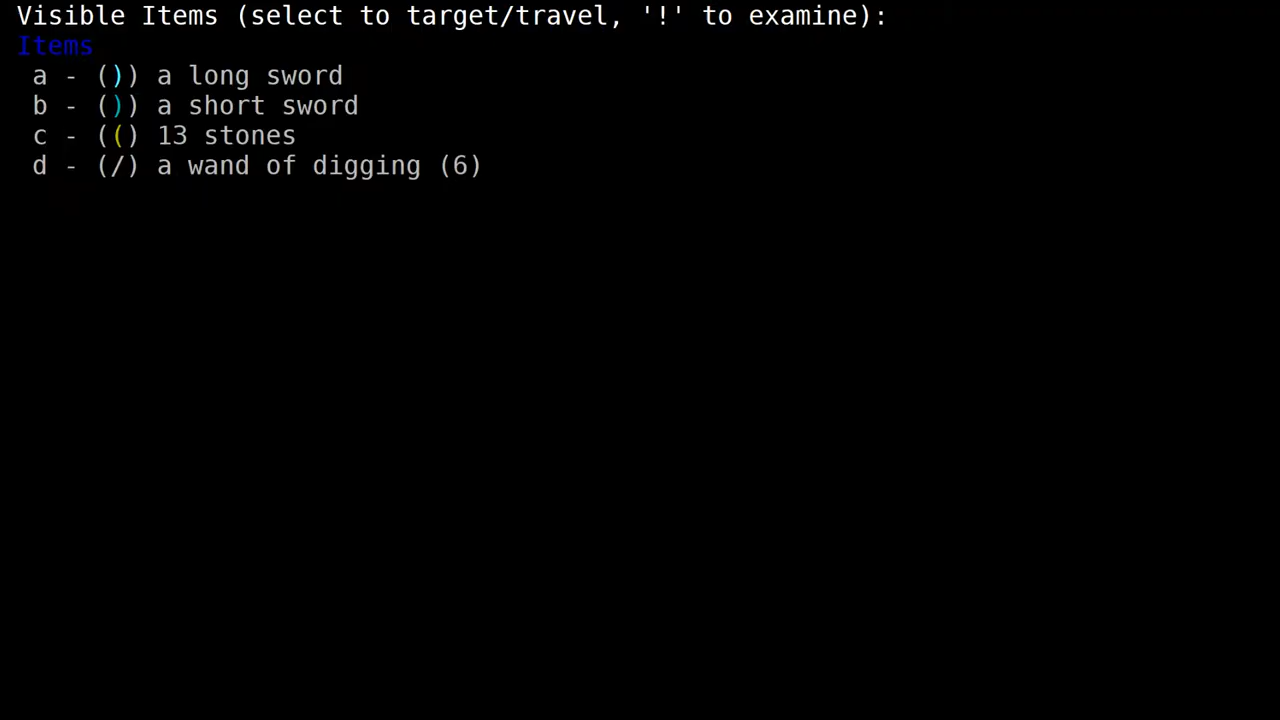 Visible Items (select to target/travel, '!' to examine):
Items
a - ()) a long sword
b - ()) a short sword
c - (() 13 stones
d - (/) a wand of digging (6)